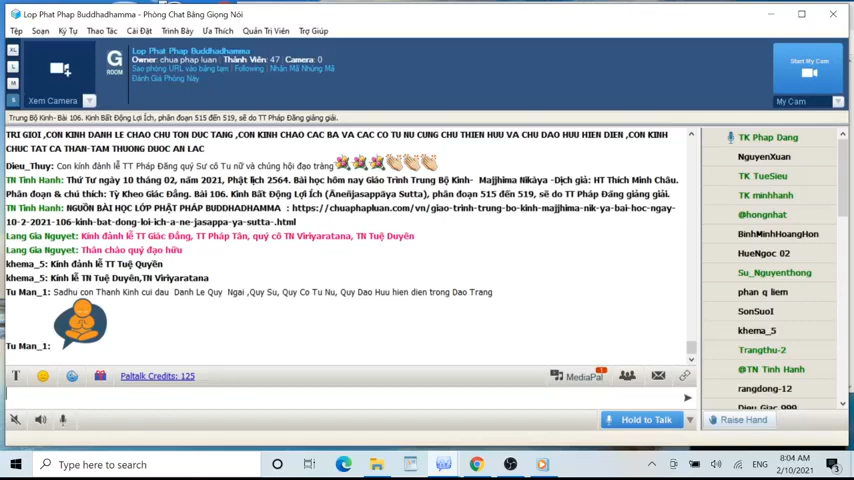 Lop Phat Phap Buddhadhamma - Phòng Chat Bằng Giọng Nói
Tệp Soạn Ký Tự Thao Tác Cài Đặt Trình Bày Ưa Thích Quản Trị Viên Trợ Giúp
XL
L
M
S
Xem Camera
G
ROOM
Lop Phat Phap Buddhadhamma
Owner: chua phap luan: Thành Viên: 47 Camera: 0
Sao phỏng URL vào bảng tạm | Following | Nhấn Mã Nhúng Mã
Đánh Giá Phòng Này
Start My Cam
My Cam
Trung Bộ Kinh- Bài 106. Kinh Bất Động Lợi Ích, phân đoạn 515 đến 519, sẽ do TT Pháp Đăng giảng giải.
TRI GIOI ,CON KINH DANH LE CHAO CHU TON DUC TANG ,CON KINH CHAO CAC BA VA CAC CO TU NU CUNG CHU THIEN HUU VA CHU DAO HUU HIEN DIEN ,CON KINH
CHUC TAT CA THAN-TAM THUONG DUOC AN LAC
Dieu_Thuy: Con kính đảnh lễ TT Pháp Đăng quý Sư cô Tu nữ và chúng hội đạo tràng
TN Tinh Hanh: Thứ Tư ngày 10 tháng 02, năm 2021, Phật lịch 2564. Bài học hôm nay Giáo Trình Trung Bộ Kinh- Majjhima Nikàya -Dịch giả: HT Thích Minh Châu.
Phân đoạn & chú thích: Tỳ Kheo Giác Đẳng. Bài 106. Kinh Bất Động Lợi Ích (Āneñjasappāya Sutta), phân đoạn 515 đến 519, sẽ do TT Pháp Đăng giảng giải.
TN Tinh Hanh: NGUỒN BÀI HỌC LỚP PHẬT PHÁP BUDDHADHAMMA : https://chuaphapluan.com/vn/giao-trinh-trung-bo-kinh-majjhima-nik-ya-bai-hoc-ngay-
10-2-2021-106-kinh-bat-dong-loi-ich-a-ne-jasappa-ya-sutta-.html
Lang Gia Nguyet: Kính đảnh lễ TT Giác Đẳng, TT Pháp Tân, quý cô TN Viriyaratana, TN Tuệ Duyên
Lang Gia Nguyet: Thân chào quý đạo hữu
khema_5: Kính đảnh lễ TT Tuệ Quyền
khema_5: Kính lễ TN Tuệ Duyên,TN Viriyaratana
Tu Man_1: Sadhu con Thanh Kinh cui dau Danh Le Quy Ngai ,Quy Su, Quy Co Tu Nu, Quy Dao Huu hien dien trong Dao Trang
Tu Man_1:
T
Paltalk Credits: 125
MediaPal
1
Hold to Talk
TK Phap Dang
NguyenXuan
TK TueSieu
TK minhhanh
@hongnhat
BinhMinhHoangHon
HueNgoc 02
Su_Nguyenthong
phan q liem
SonSuoI
khema_5
Trangthu-2
@TN Tinh Hanh
rangdong-12
Dieu Giac 999
Raise Hand
Type here to search
ENG
8:04 AM
2/10/2021
3